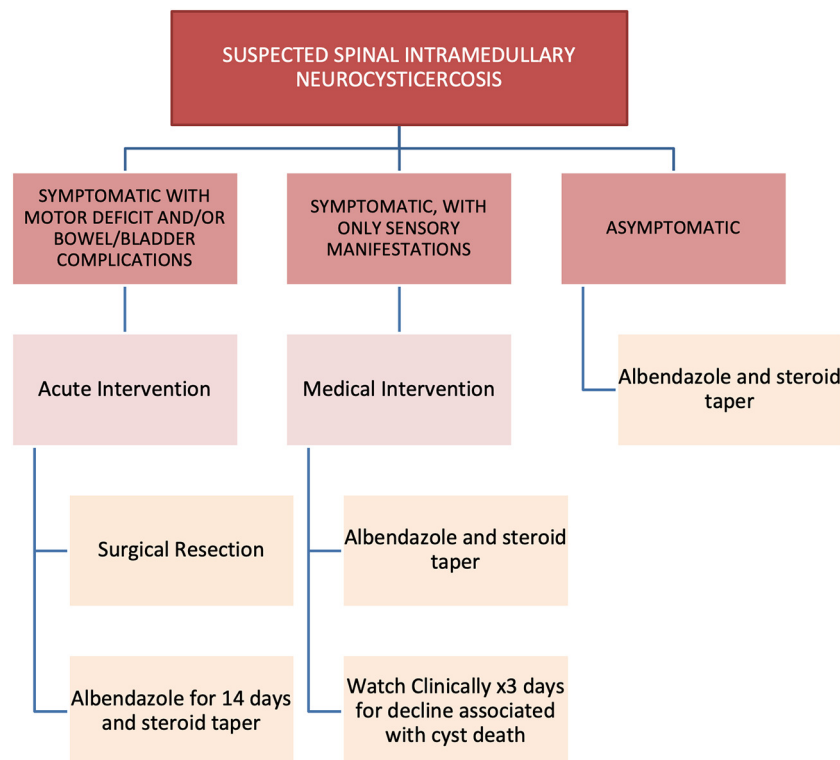 SUSPECTED SPINAL INTRAMEDULLARY
NEUROCYSTICERCOSIS
SYMPTOMATIC WITH
MOTOR DEFICIT AND/OR
BOWEL/BLADDER
COMPLICATIONS
SYMPTOMATIC, WITH
ONLY SENSORY
MANIFESTATIONS
ASYMPTOMATIC
Acute Intervention
Medical Intervention
Albendazole and steroid
taper
Surgical Resection
Albendazole and steroid
taper
Albendazole for 14 days
and steroid taper
Watch Clinically x3 days
for decline associated
with cyst death